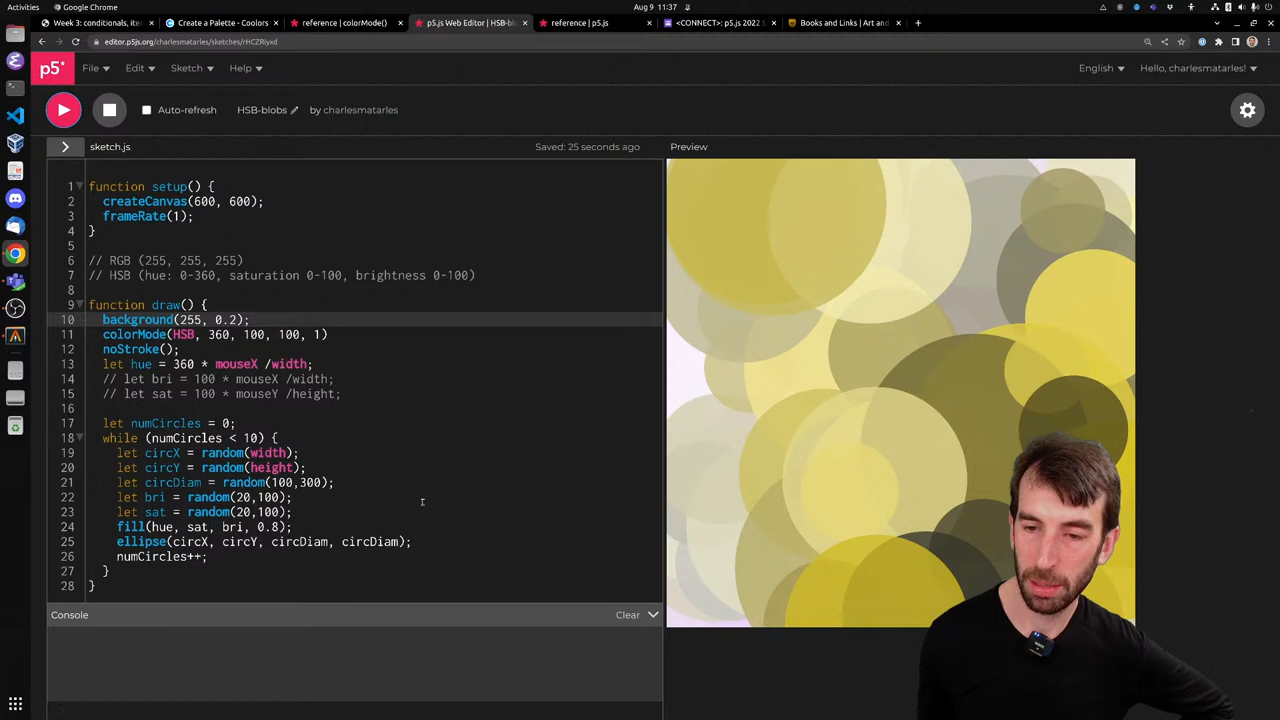 Activities
Google Chrome
Aug 9 11:37
Week 3: conditionals, iter
Create a Palette - Coolors
reference | colorMode()
p5.js Web Editor | HSB-blo
reference | p5.js
<CONNECT>: p5.js 2022 S
Books and Links | Art and
editor.p5js.org/charlesmatarles/sketches/rHCZRiyxd
p5* File Edit Sketch Help English Hello, charlesmatarles!
Auto-refresh HSB-blobs by charlesmatarles
sketch.js Saved: 25 seconds ago Preview
1 function setup() {
2 createCanvas(600, 600);
3 frameRate(1);
4 }
5
6 // RGB (255, 255, 255)
7 // HSB (hue: 0-360, saturation 0-100, brightness 0-100)
8
9 function draw() {
10 background(255, 0.2);
11 colorMode(HSB, 360, 100, 100, 1)
12 noStroke();
13 let hue = 360 * mouseX /width;
14 // let bri = 100 * mouseX /width;
15 // let sat = 100 * mouseY /height;
16
17 let numCircles = 0;
18 while (numCircles < 10) {
19 let circX = random(width);
20 let circY = random(height);
21 let circDiam = random(100,300);
22 let bri = random(20,100);
23 let sat = random(20,100);
24 fill(hue, sat, bri, 0.8);
25 ellipse(circX, circY, circDiam, circDiam);
26 numCircles++;
27 }
28 }
Console Clear